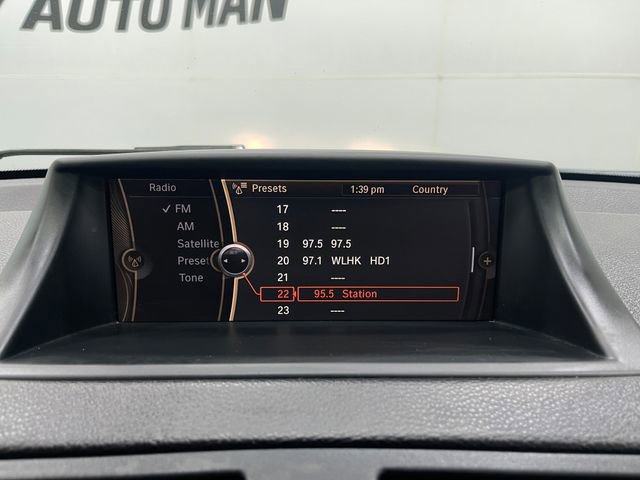 AUTO MAN
Radio
Presets 1:39 pm Country
✓ FM
AM
Satellite
Preset
Tone
17 ----
18 ----
19 97.5 97.5
20 97.1 WLHK HD1
21 ----
22 95.5 Station
23 ----